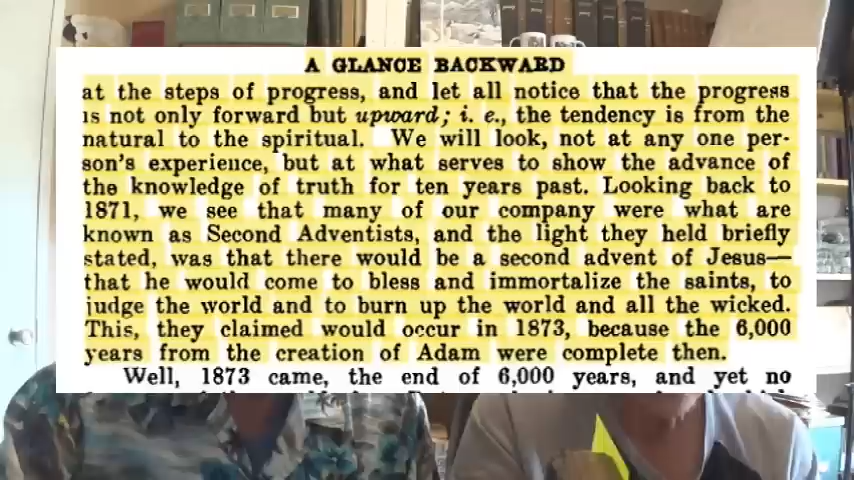 A GLANCE BACKWARD
at the steps of progress, and let all notice that the progress
is not only forward but upward; i. e., the tendency is from the
natural to the spiritual. We will look, not at any one per-
son's experience, but at what serves to show the advance of
the knowledge of truth for ten years past. Looking back to
1871, we see that many of our company were what are
known as Second Adventists, and the light they held briefly
stated, was that there would be a second advent of Jesus—
that he would come to bless and immortalize the saints, to
judge the world and to burn up the world and all the wicked.
This, they claimed would occur in 1873, because the 6,000
years from the creation of Adam were complete then.
Well, 1873 came, the end of 6,000 years, and yet no